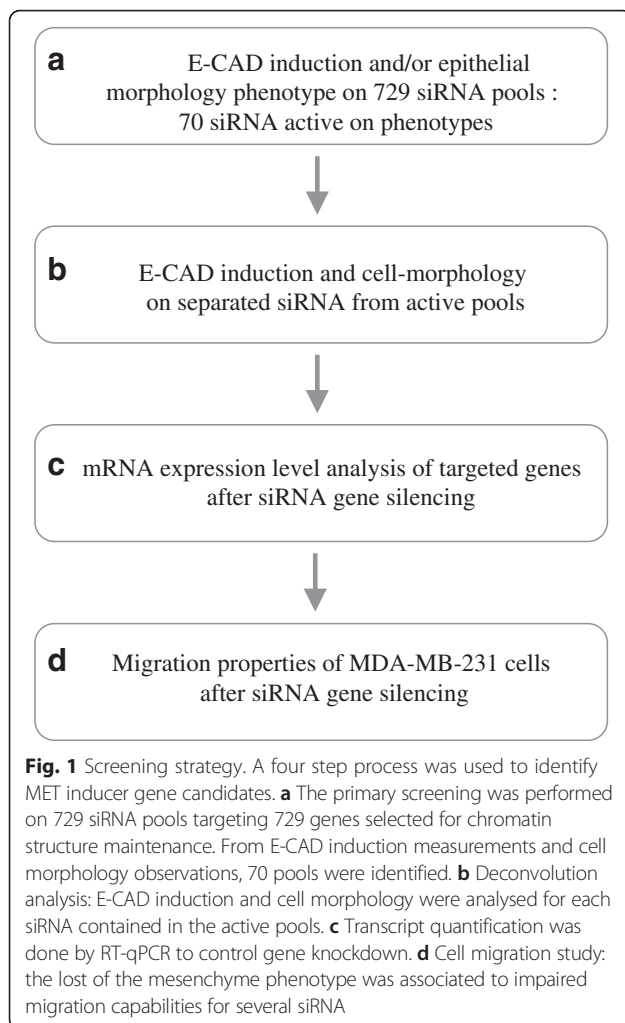 a E-CAD induction and/or epithelial
morphology phenotype on 729 siRNA pools :
70 siRNA active on phenotypes
b E-CAD induction and cell-morphology
on separated siRNA from active pools
c mRNA expression level analysis of targeted genes
after siRNA gene silencing
d Migration properties of MDA-MB-231 cells
after siRNA gene silencing
Fig. 1 Screening strategy. A four step process was used to identify
MET inducer gene candidates. a The primary screening was performed
on 729 siRNA pools targeting 729 genes selected for chromatin
structure maintenance. From E-CAD induction measurements and cell
morphology observations, 70 pools were identified. b Deconvolution
analysis: E-CAD induction and cell morphology were analysed for each
siRNA contained in the active pools. c Transcript quantification was
done by RT-qPCR to control gene knockdown. d Cell migration study:
the lost of the mesenchyme phenotype was associated to impaired
migration capabilities for several siRNA